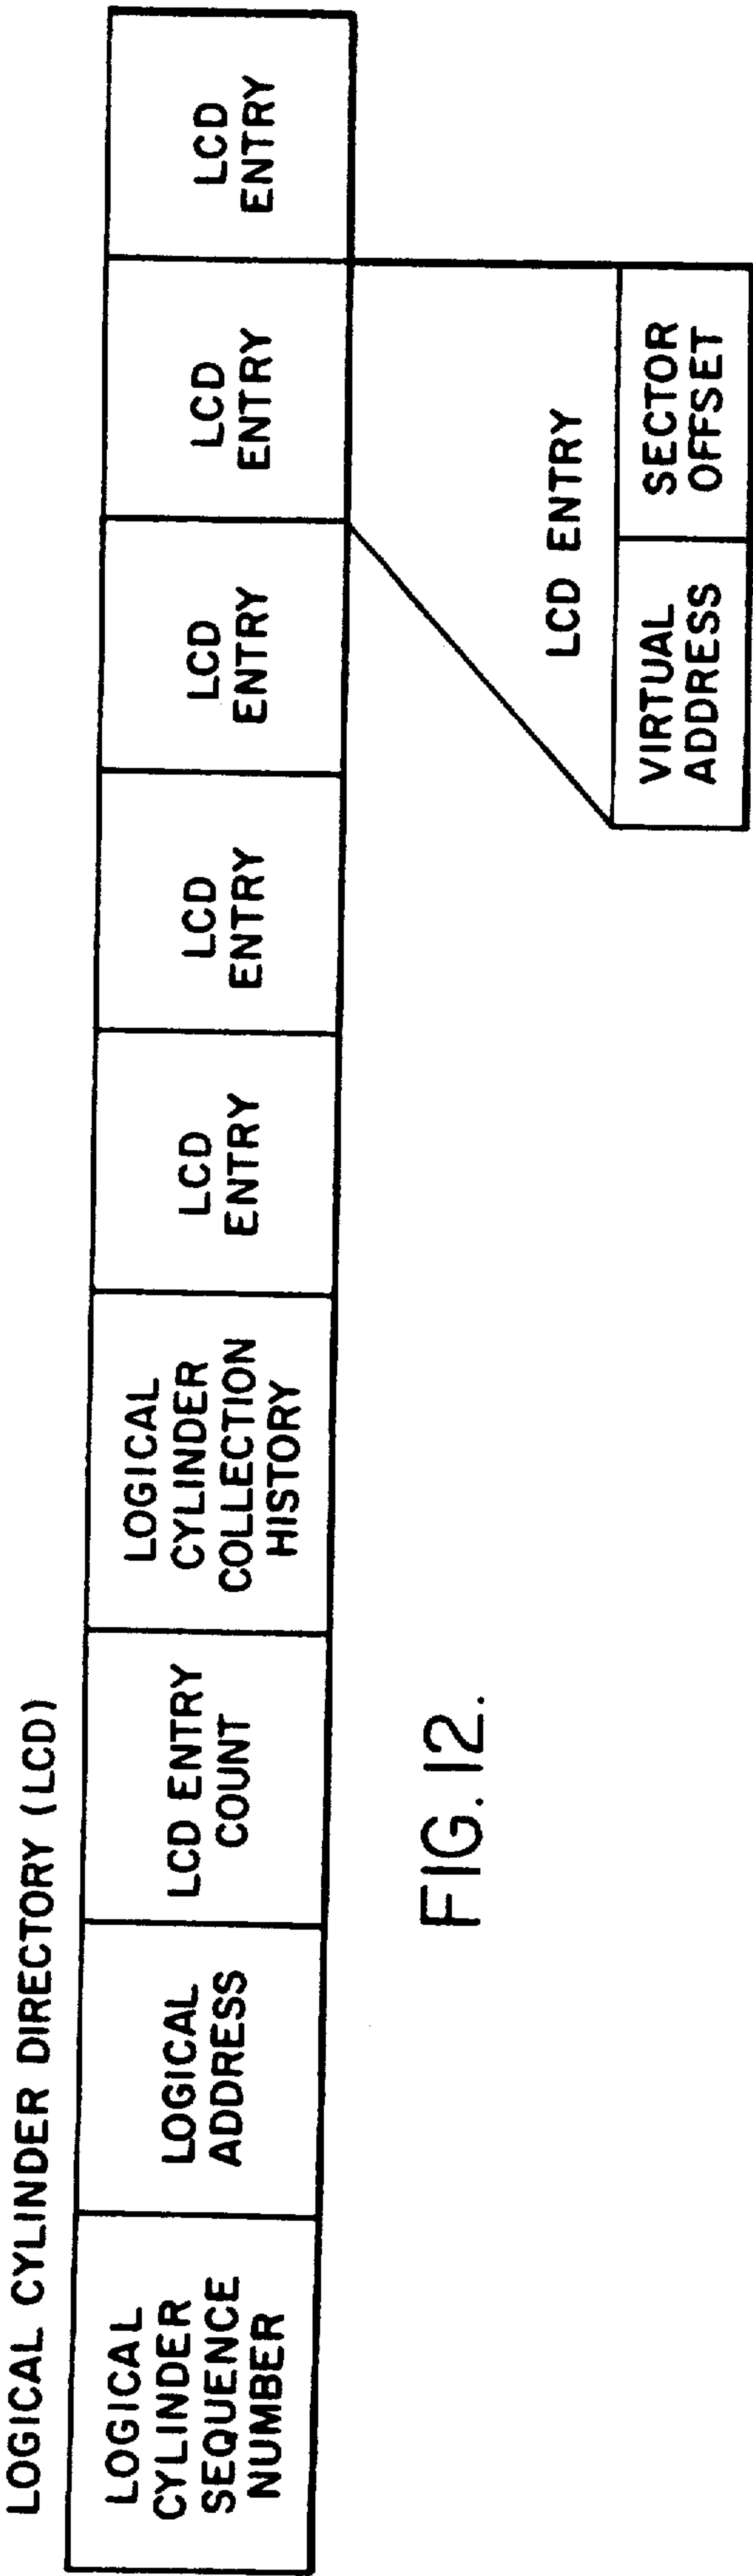 LOGICAL CYLINDER DIRECTORY (LCD)
LOGICAL
CYLINDER
SEQUENCE
NUMBER
LOGICAL
ADDRESS
LCD ENTRY
COUNT
LOGICAL
CYLINDER
COLLECTION
HISTORY
LCD
ENTRY
LCD
ENTRY
LCD
ENTRY
LCD
ENTRY
LCD
ENTRY
LCD ENTRY
VIRTUAL
ADDRESS
SECTOR
OFFSET
FIG. 12.